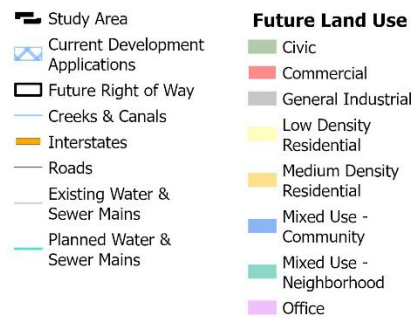 Study Area
Current Development
Applications
Future Right of Way
Creeks & Canals
Interstates
Roads
Existing Water &
Sewer Mains
Planned Water &
Sewer Mains
Future Land Use
Civic
Commercial
General Industrial
Low Density
Residential
Medium Density
Residential
Mixed Use -
Community
Mixed Use -
Neighborhood
Office